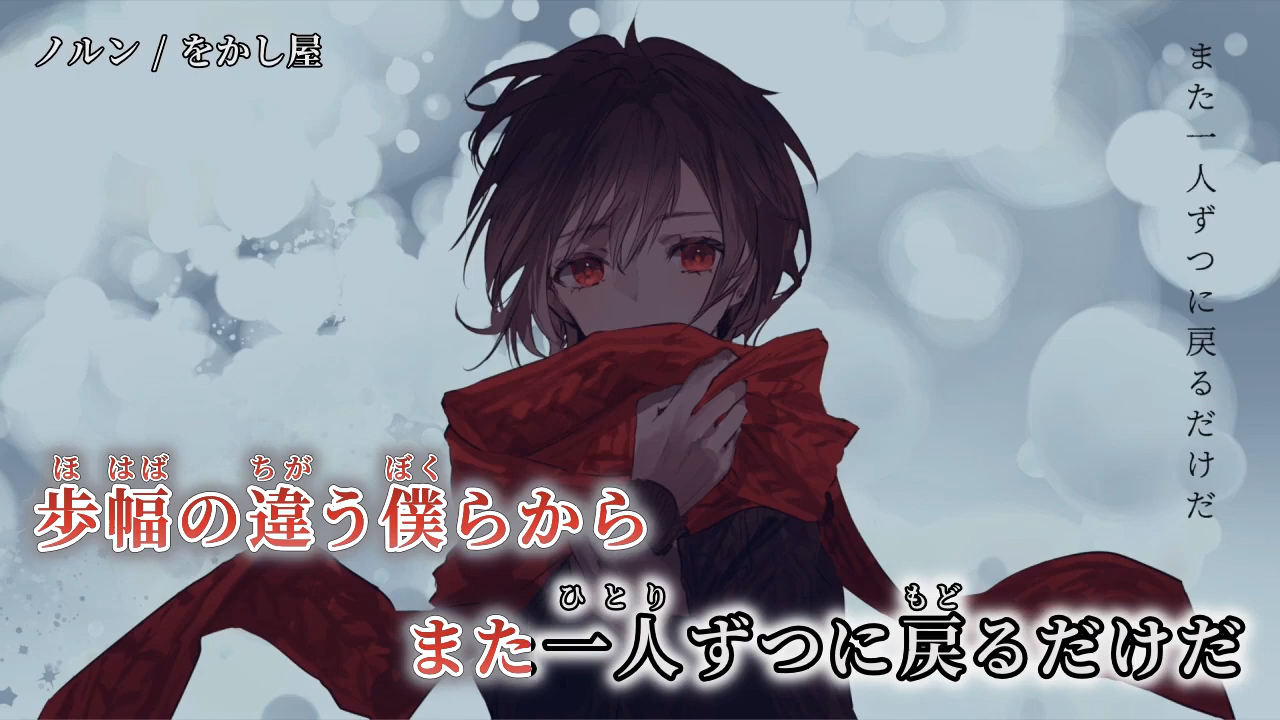 ノルン / をかし屋
また一人ずつに戻るだけだ
ほ はば ちが ぼく
歩幅の違う僕らから
ひとり もど
また一人ずつに戻るだけだ